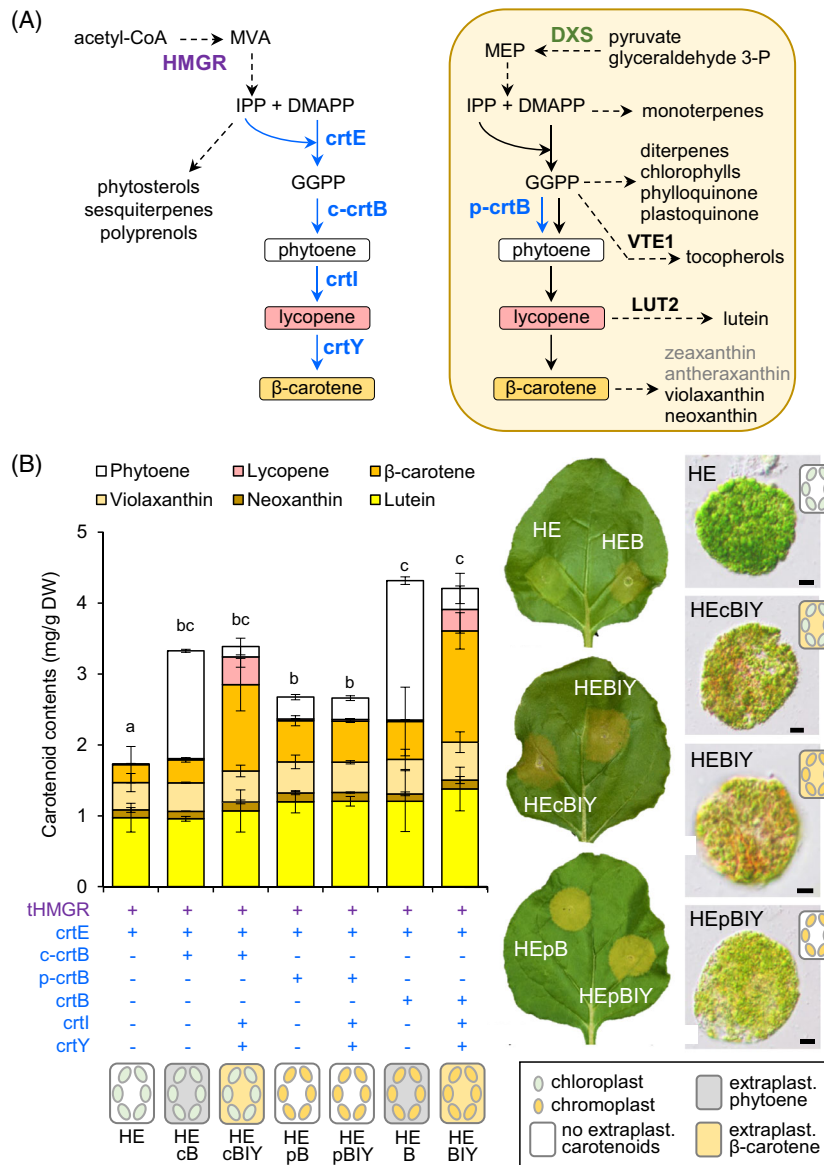 (A)
acetyl-CoA
MVA
HMGR
IPP + DMAPP
crtE
phytosterols
sesquiterpenes
polyprenols
GGPP
c-crtB
phytoene
crtI
lycopene
crtY
β-carotene
DXS
MEP
pyruvate
glyceraldehyde 3-P
IPP + DMAPP
monoterpenes
GGPP
diterpenes
chlorophylls
phylloquinone
plastoquinone
p-crtB
VTE1
phytoene
tocopherols
LUT2
lycopene
lutein
β-carotene
zeaxanthin
antheraxanthin
violaxanthin
neoxanthin
(B)
Phytoene Lycopene β-carotene
Violaxanthin Neoxanthin Lutein
Carotenoid contents (mg/g DW)
5
4
3
2
1
0
a bc bc b b c c
tHMGR + + + + + + +
crtE + + + + + + +
c-crtB - + + - - - -
p-crtB - - - + + - -
crtB - - - - - + +
crtI - - + - + - +
crtY - - + - + - +
HE HE HE HE HE HE HE
cB cBIY pB pBIY B BIY
HE
HEB
HEBIY
HEcBIY
HEpB
HEpBIY
HE
HEcBIY
HEBIY
HEpBIY
chloroplast
chromoplast
no extraplast.
carotenoids
extraplast.
phytoene
extraplast.
β-carotene